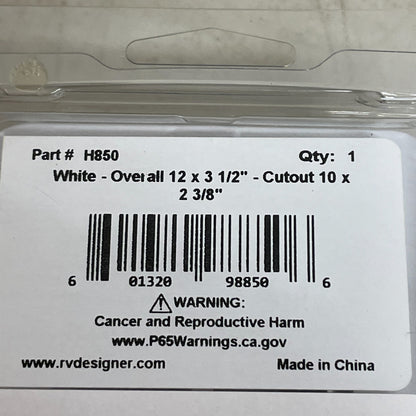 Part # H850 Qty: 1
White - Overall 12 x 3 1/2" - Cutout 10 x
2 3/8"
6 01320 98850 6
⚠ WARNING:
Cancer and Reproductive Harm
www.P65Warnings.ca.gov
www.rvdesigner.com Made in China